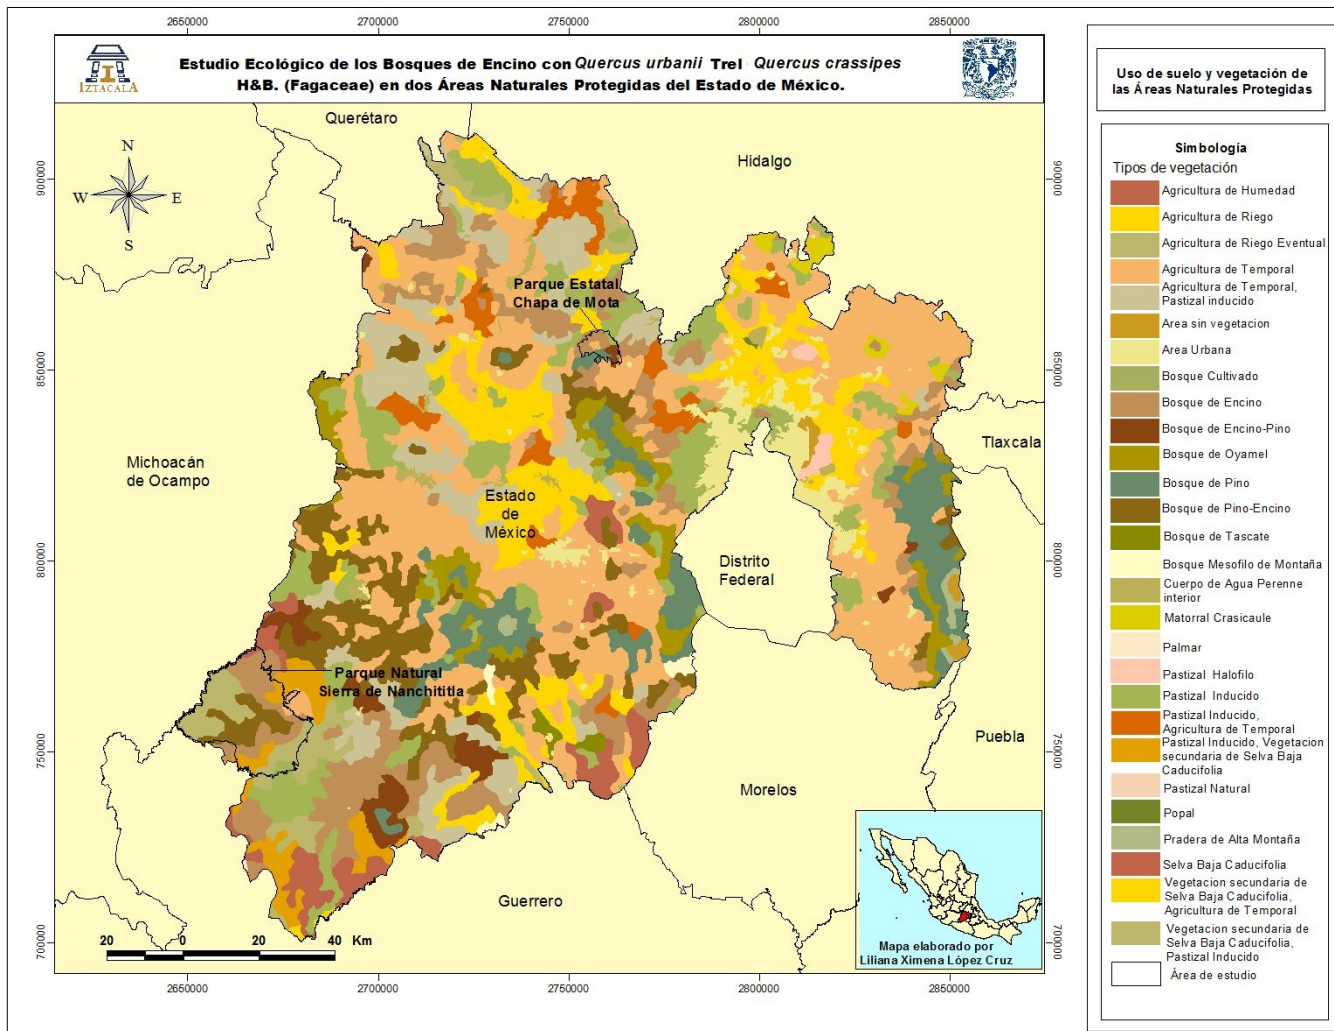 2650000
2700000
2750000
2800000
2850000
IZTACALA
Estudio Ecológico de los Bosques de Encino con Quercus urbanii Trel Quercus crassipes
H&B. (Fagaceae) en dos Áreas Naturales Protegidas del Estado de México.
Querétaro
Hidalgo
N
W
E
S
900000
900000
Parque Estatal
Chapa de Mota
850000
850000
Tlaxcala
Michoacán
de Ocampo
Estado
de
México
Distrito
Federal
800000
800000
Parque Natural
Sierra de Nanchititla
Puebla
750000
750000
Morelos
Guerrero
700000
700000
20
0
20
40
Km
Mapa elaborado por
Liliana Ximena López Cruz
2650000
2700000
2750000
2800000
2850000
Uso de suelo y vegetación de
las Áreas Naturales Protegidas
Simbología
Tipos de vegetación
Agricultura de Humedad
Agricultura de Riego
Agricultura de Riego Eventual
Agricultura de Temporal
Agricultura de Temporal,
Pastizal inducido
Area sin vegetacion
Area Urbana
Bosque Cultivado
Bosque de Encino
Bosque de Encino-Pino
Bosque de Oyamel
Bosque de Pino
Bosque de Pino-Encino
Bosque de Tascate
Bosque Mesofilo de Montaña
Cuerpo de Agua Perenne
interior
Matorral Crasicaule
Palmar
Pastizal Halofilo
Pastizal Inducido
Pastizal Inducido,
Agricultura de Temporal
Pastizal Inducido, Vegetacion
secundaria de Selva Baja
Caducifolia
Pastizal Natural
Popal
Pradera de Alta Montaña
Selva Baja Caducifolia
Vegetacion secundaria de
Selva Baja Caducifolia,
Agricultura de Temporal
Vegetacion secundaria de
Selva Baja Caducifolia,
Pastizal Inducido
Área de estudio